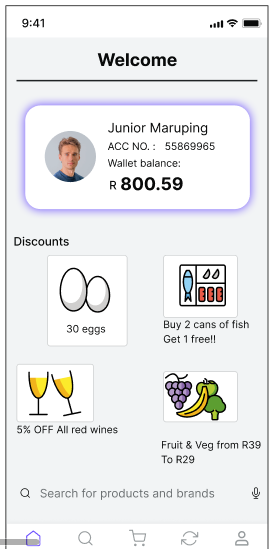 9:41
Welcome
Junior Maruping
ACC NO. : 55869965
Wallet balance:
R 800.59
Discounts
30 eggs
Buy 2 cans of fish
Get 1 free!!
5% OFF All red wines
Fruit & Veg from R39
To R29
Search for products and brands